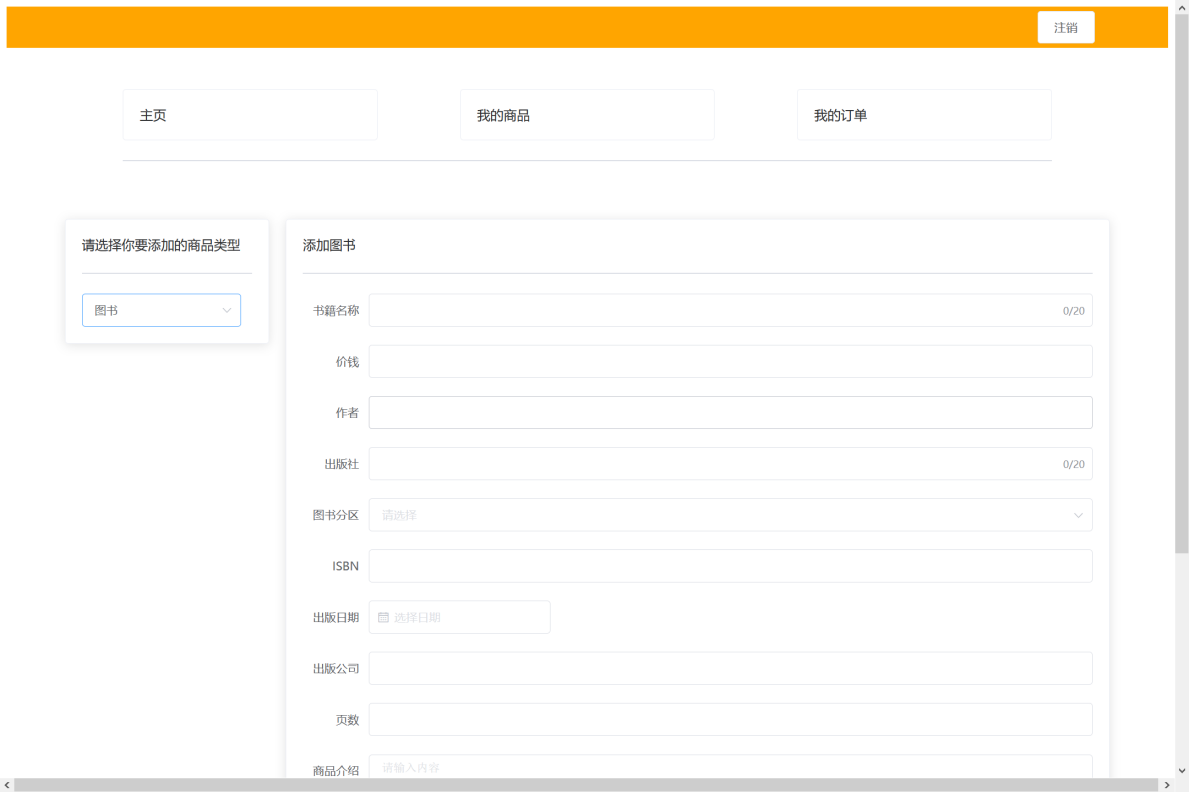 注销
主页
我的商品
我的订单
请选择你要添加的商品类型
图书
添加图书
书籍名称
0/20
价钱
作者
出版社
0/20
图书分区
请选择
ISBN
出版日期
选择日期
出版公司
页数
商品介绍
请输入内容